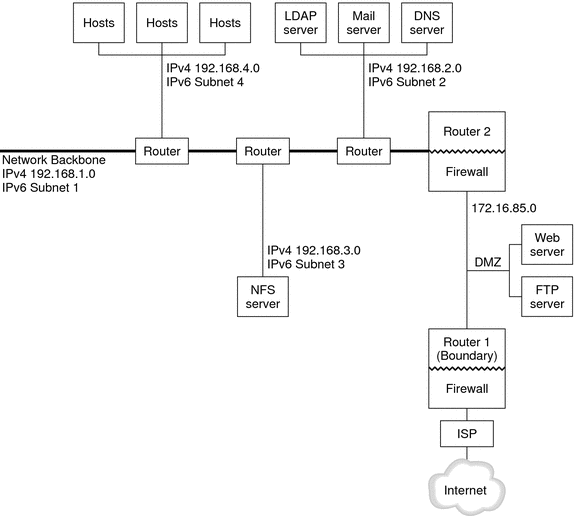 Hosts
Hosts
Hosts
LDAP
server
Mail
server
DNS
server
IPv4 192.168.4.0
IPv6 Subnet 4
IPv4 192.168.2.0
IPv6 Subnet 2
Router 2
Firewall
Router
Router
Router
Network Backbone
IPv4 192.168.1.0
IPv6 Subnet 1
172.16.85.0
IPv4 192.168.3.0
IPv6 Subnet 3
NFS
server
DMZ
Web
server
FTP
server
Router 1
(Boundary)
Firewall
ISP
Internet